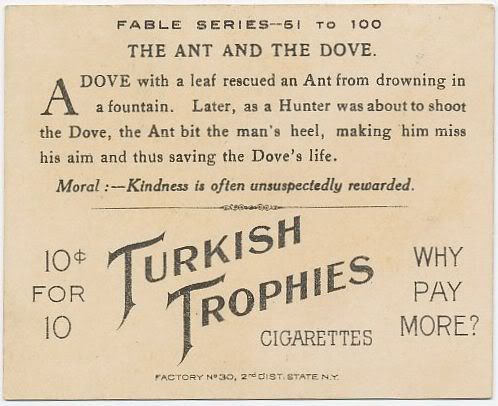 FABLE SERIES--51 TO 100
THE ANT AND THE DOVE.
A DOVE with a leaf rescued an Ant from drowning in
a fountain. Later, as a Hunter was about to shoot
the Dove, the Ant bit the man's heel, making him miss
his aim and thus saving the Dove's life.
Moral :—Kindness is often unsuspectedly rewarded.
10¢
FOR
10
TURKISH
TROPHIES
CIGARETTES
WHY
PAY
MORE?
FACTORY Nº 30, 2ND DIST. STATE N.Y.